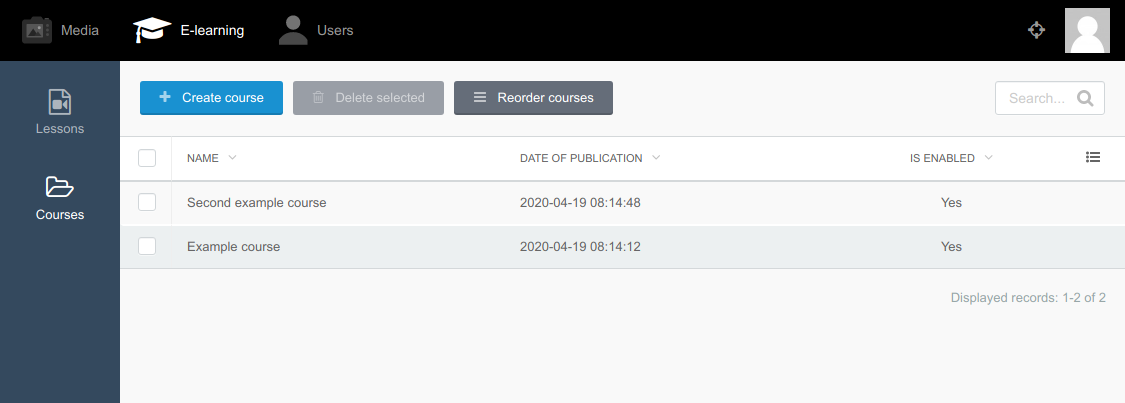 Media E-learning Users
Lessons
Courses
Create course Delete selected Reorder courses Search...
NAME DATE OF PUBLICATION IS ENABLED
Second example course 2020-04-19 08:14:48 Yes
Example course 2020-04-19 08:14:12 Yes
Displayed records: 1-2 of 2